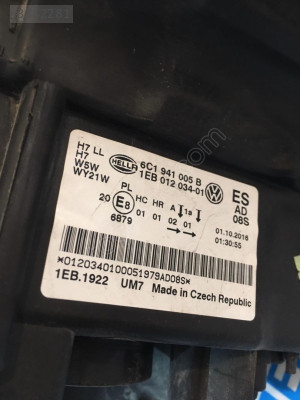 H7 LL
H7
W5W
WY21W
HELLA
6C1 941 005 B
1EB 012 034-01
ES
AD
08S
PL
HC HR A 1a
20 E8 01 01 02 01
6879
01.10.2016
01:30:55
*0120340100051979AD08S*
1EB.1922 UM7 Made in Czech Republic